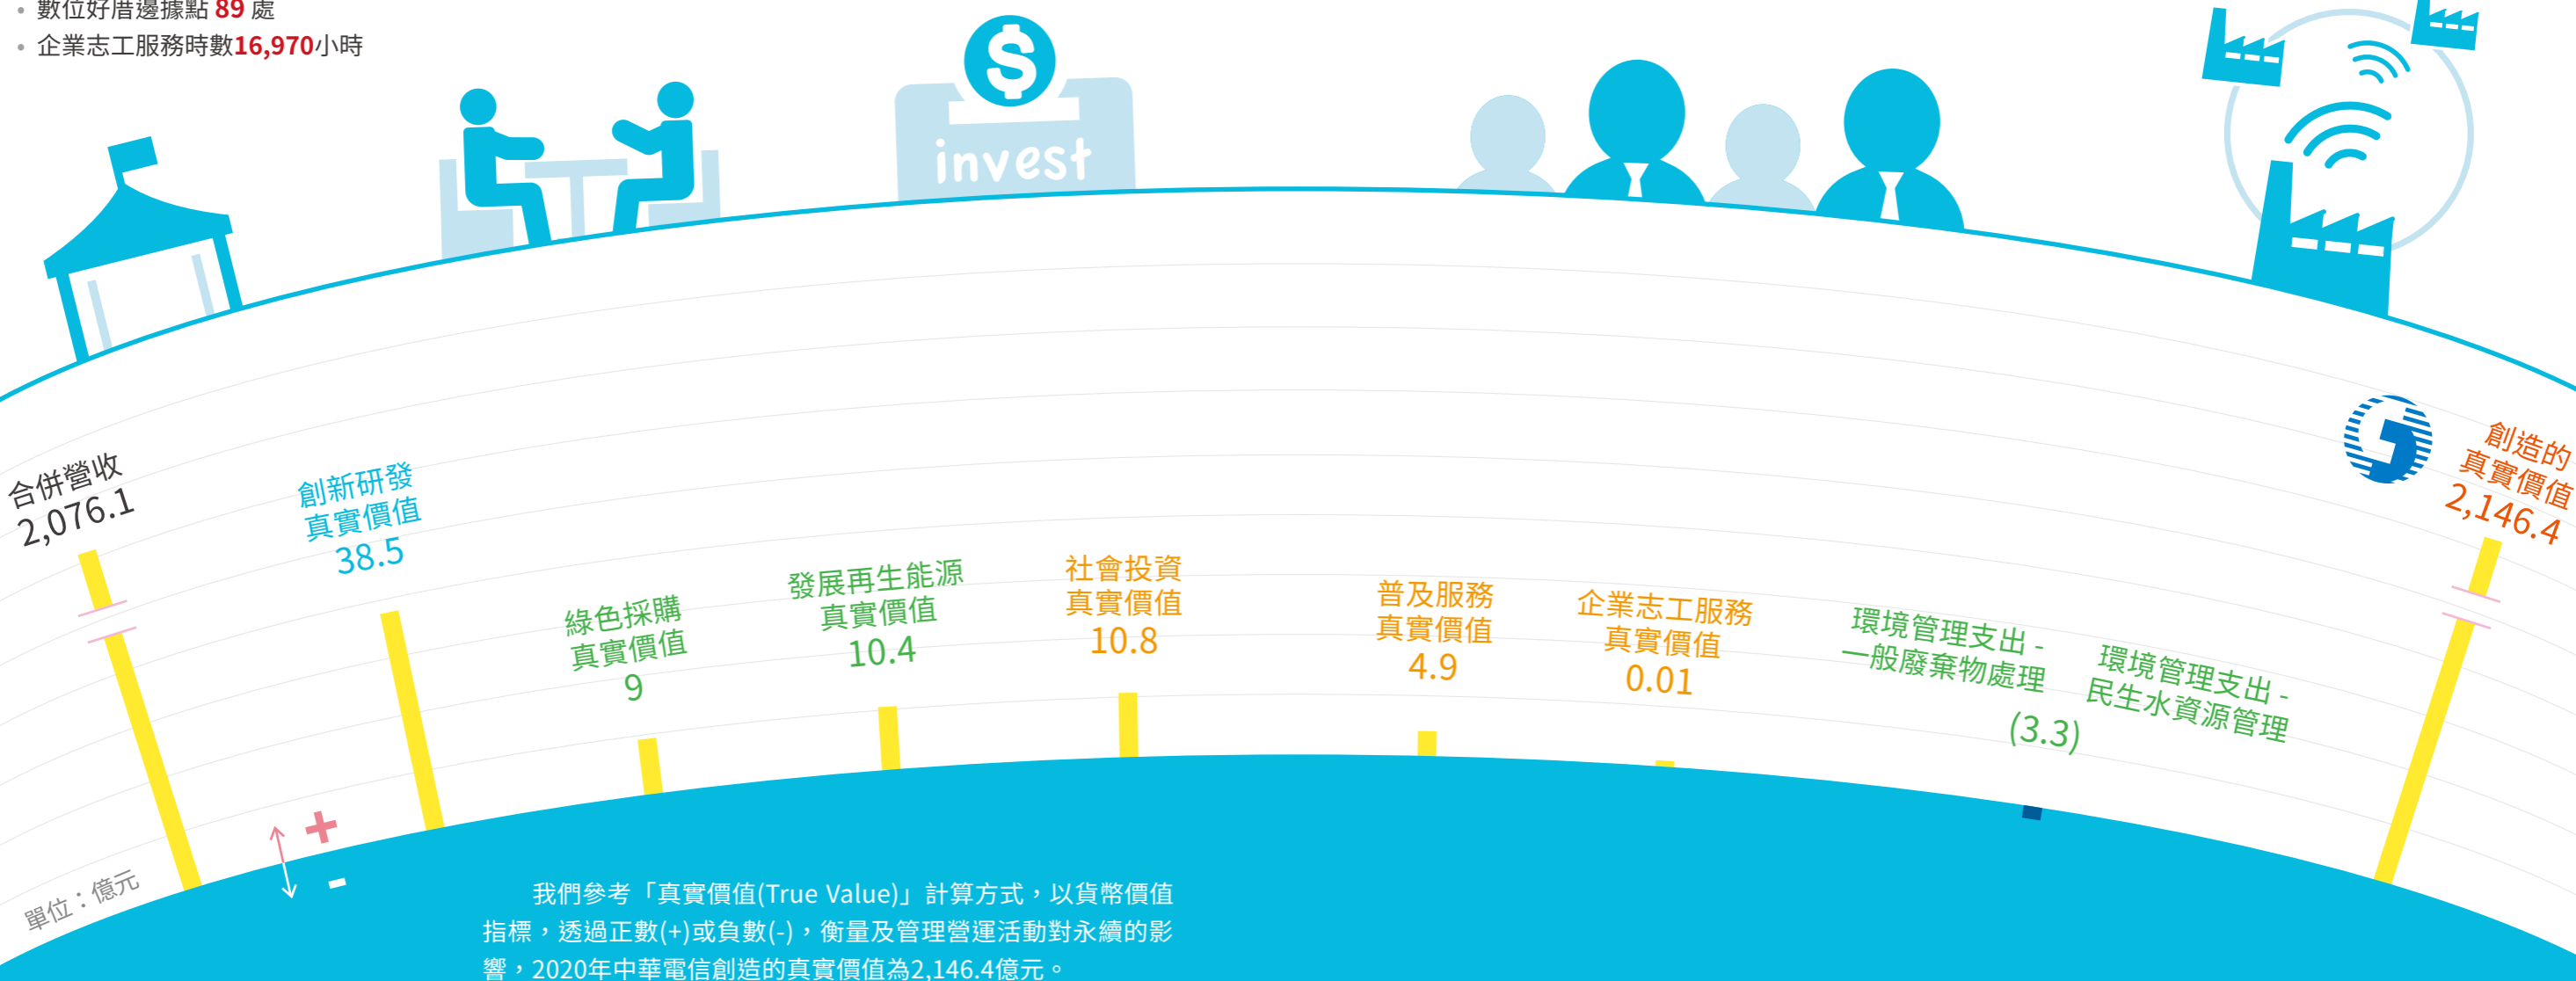 • 數位好厝邊據點 89 處
• 企業志工服務時數16,970小時
invest
合併營收
2,076.1
創新研發
真實價值
38.5
綠色採購
真實價值
9
發展再生能源
真實價值
10.4
社會投資
真實價值
10.8
普及服務
真實價值
4.9
企業志工服務
真實價值
0.01
環境管理支出 -
一般廢棄物處理
環境管理支出 -
民生水資源管理
(3.3)
創造的
真實價值
2,146.4
+
-
單位：億元
我們參考「真實價值(True Value)」計算方式，以貨幣價值
指標，透過正數(+)或負數(-)，衡量及管理營運活動對永續的影
響，2020年中華電信創造的真實價值為2,146.4億元。